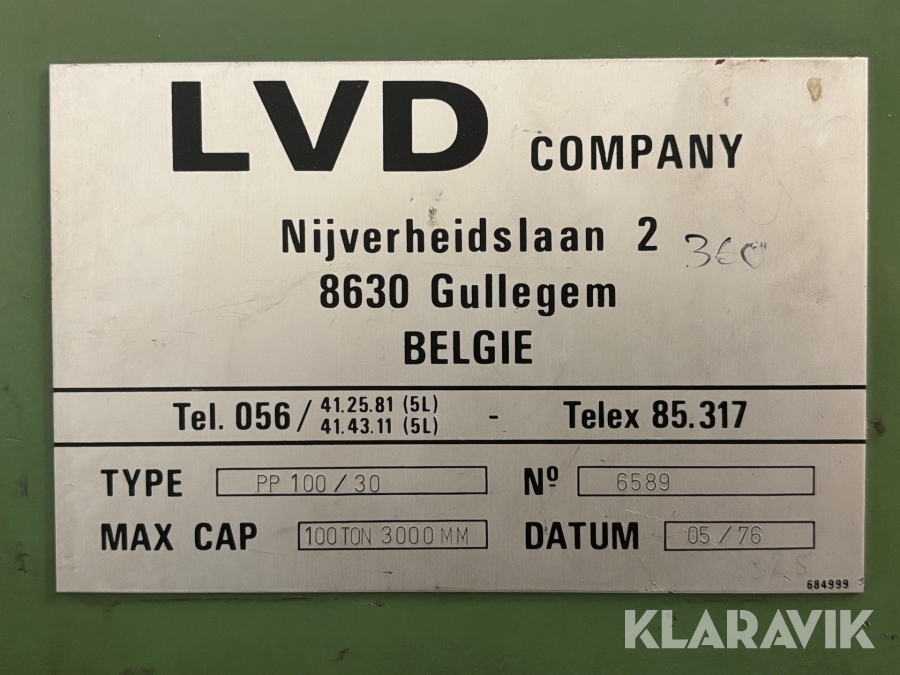 LVD COMPANY
Nijverheidslaan 2
360
8630 Gullegem
BELGIE
Tel. 056/ 41.25.81 (5L) - Telex 85.317
41.43.11 (5L)
TYPE PP 100/30 Nº 6589
MAX CAP 100 TON 3000 MM DATUM 05/76
684999
KLARAVIK